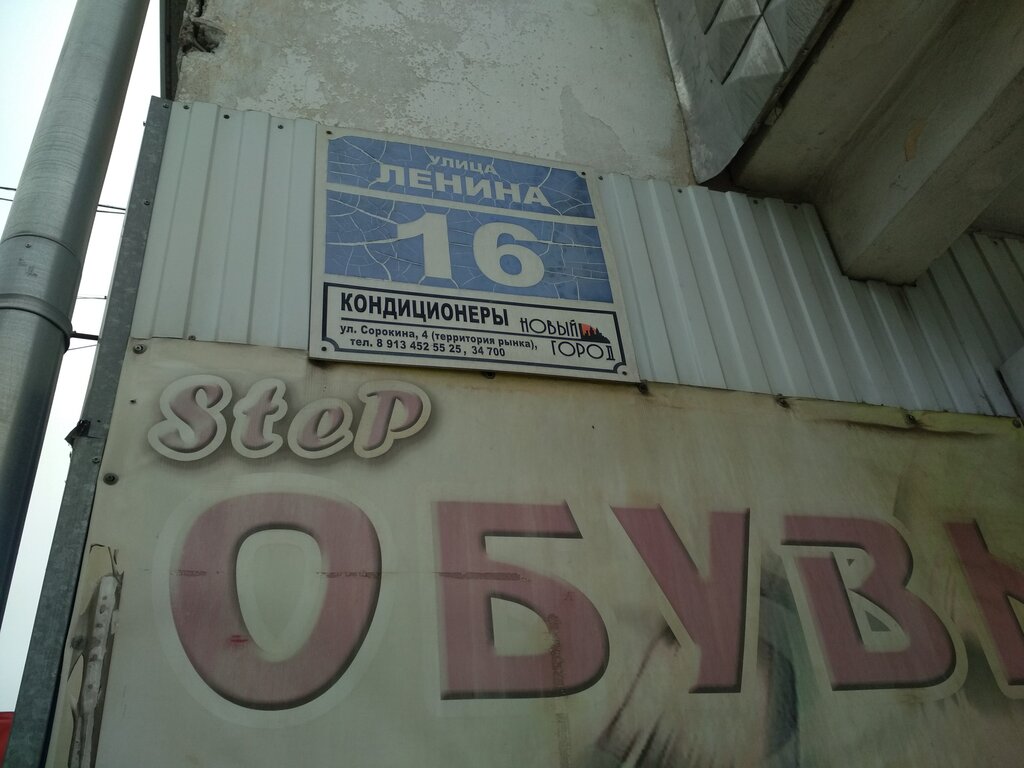 УЛИЦА
ЛЕНИНА
16
КОНДИЦИОНЕРЫ
ул. Сорокина, 4 (территория рынка),
тел. 8 913 452 55 25, 34 700
НОВЫЙ
ГОРОД
SteP
ОБУВЬ